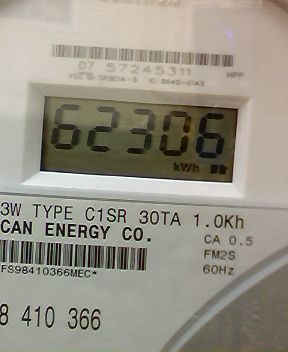 07 57245311
HPP
62306
kWh
3W TYPE C1SR 30TA 1.0Kh
CAN ENERGY CO.
CA 0.5
FM2S
60Hz
FS98410366MEC*
8 410 366